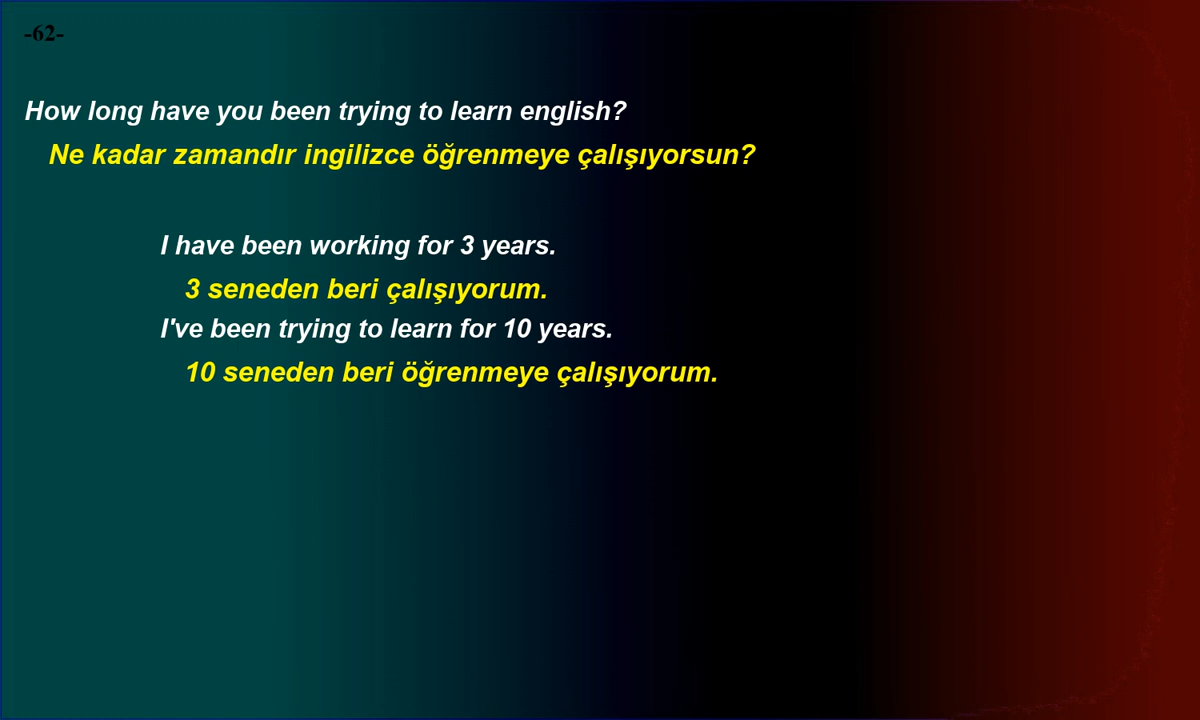 -62-
How long have you been trying to learn english?
Ne kadar zamandır ingilizce öğrenmeye çalışıyorsun?
I have been working for 3 years.
3 seneden beri çalışıyorum.
I've been trying to learn for 10 years.
10 seneden beri öğrenmeye çalışıyorum.